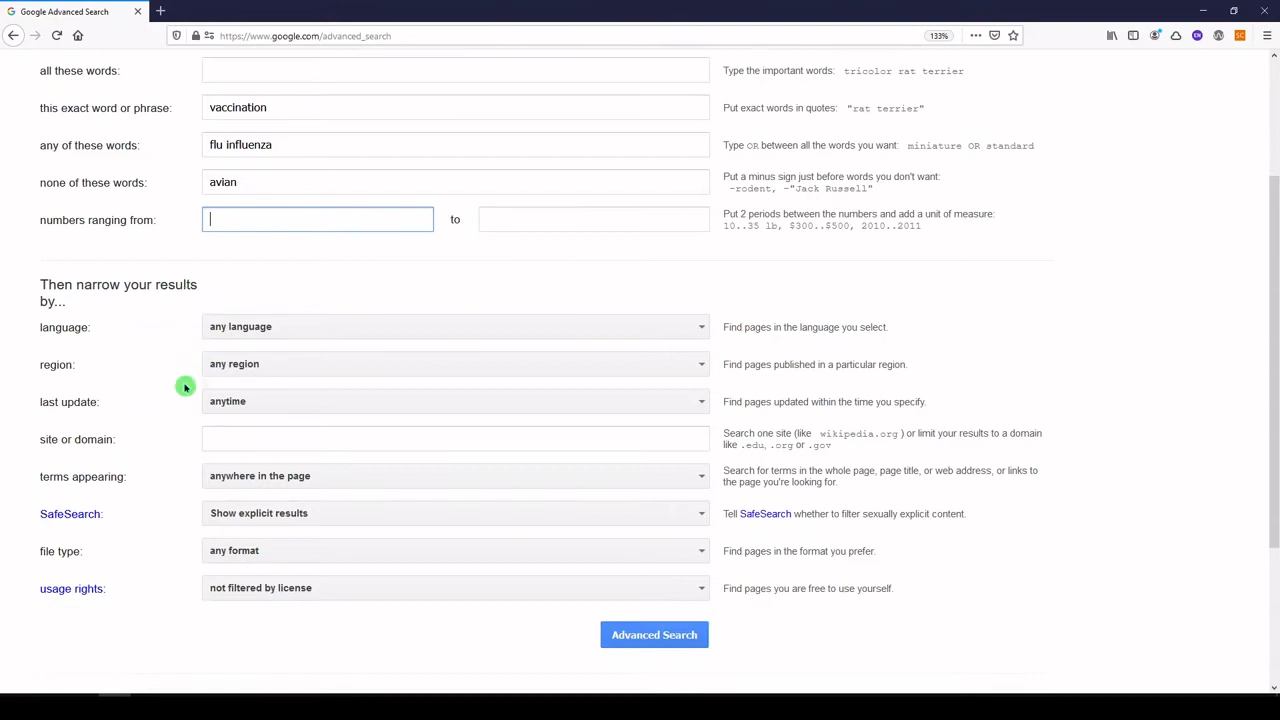 Google Advanced Search
https://www.google.com/advanced_search
133%
all these words:
Type the important words: tricolor rat terrier
this exact word or phrase:
vaccination
Put exact words in quotes: "rat terrier"
any of these words:
flu influenza
Type OR between all the words you want: miniature OR standard
none of these words:
avian
Put a minus sign just before words you don't want:
-rodent, -"Jack Russell"
numbers ranging from:
to
Put 2 periods between the numbers and add a unit of measure:
10..35 lb, $300..$500, 2010..2011
Then narrow your results
by...
language:
any language
Find pages in the language you select.
region:
any region
Find pages published in a particular region.
last update:
anytime
Find pages updated within the time you specify.
site or domain:
Search one site (like wikipedia.org ) or limit your results to a domain
like .edu, .org or .gov
terms appearing:
anywhere in the page
Search for terms in the whole page, page title, or web address, or links to
the page you're looking for.
SafeSearch:
Show explicit results
Tell SafeSearch whether to filter sexually explicit content.
file type:
any format
Find pages in the format you prefer.
usage rights:
not filtered by license
Find pages you are free to use yourself.
Advanced Search